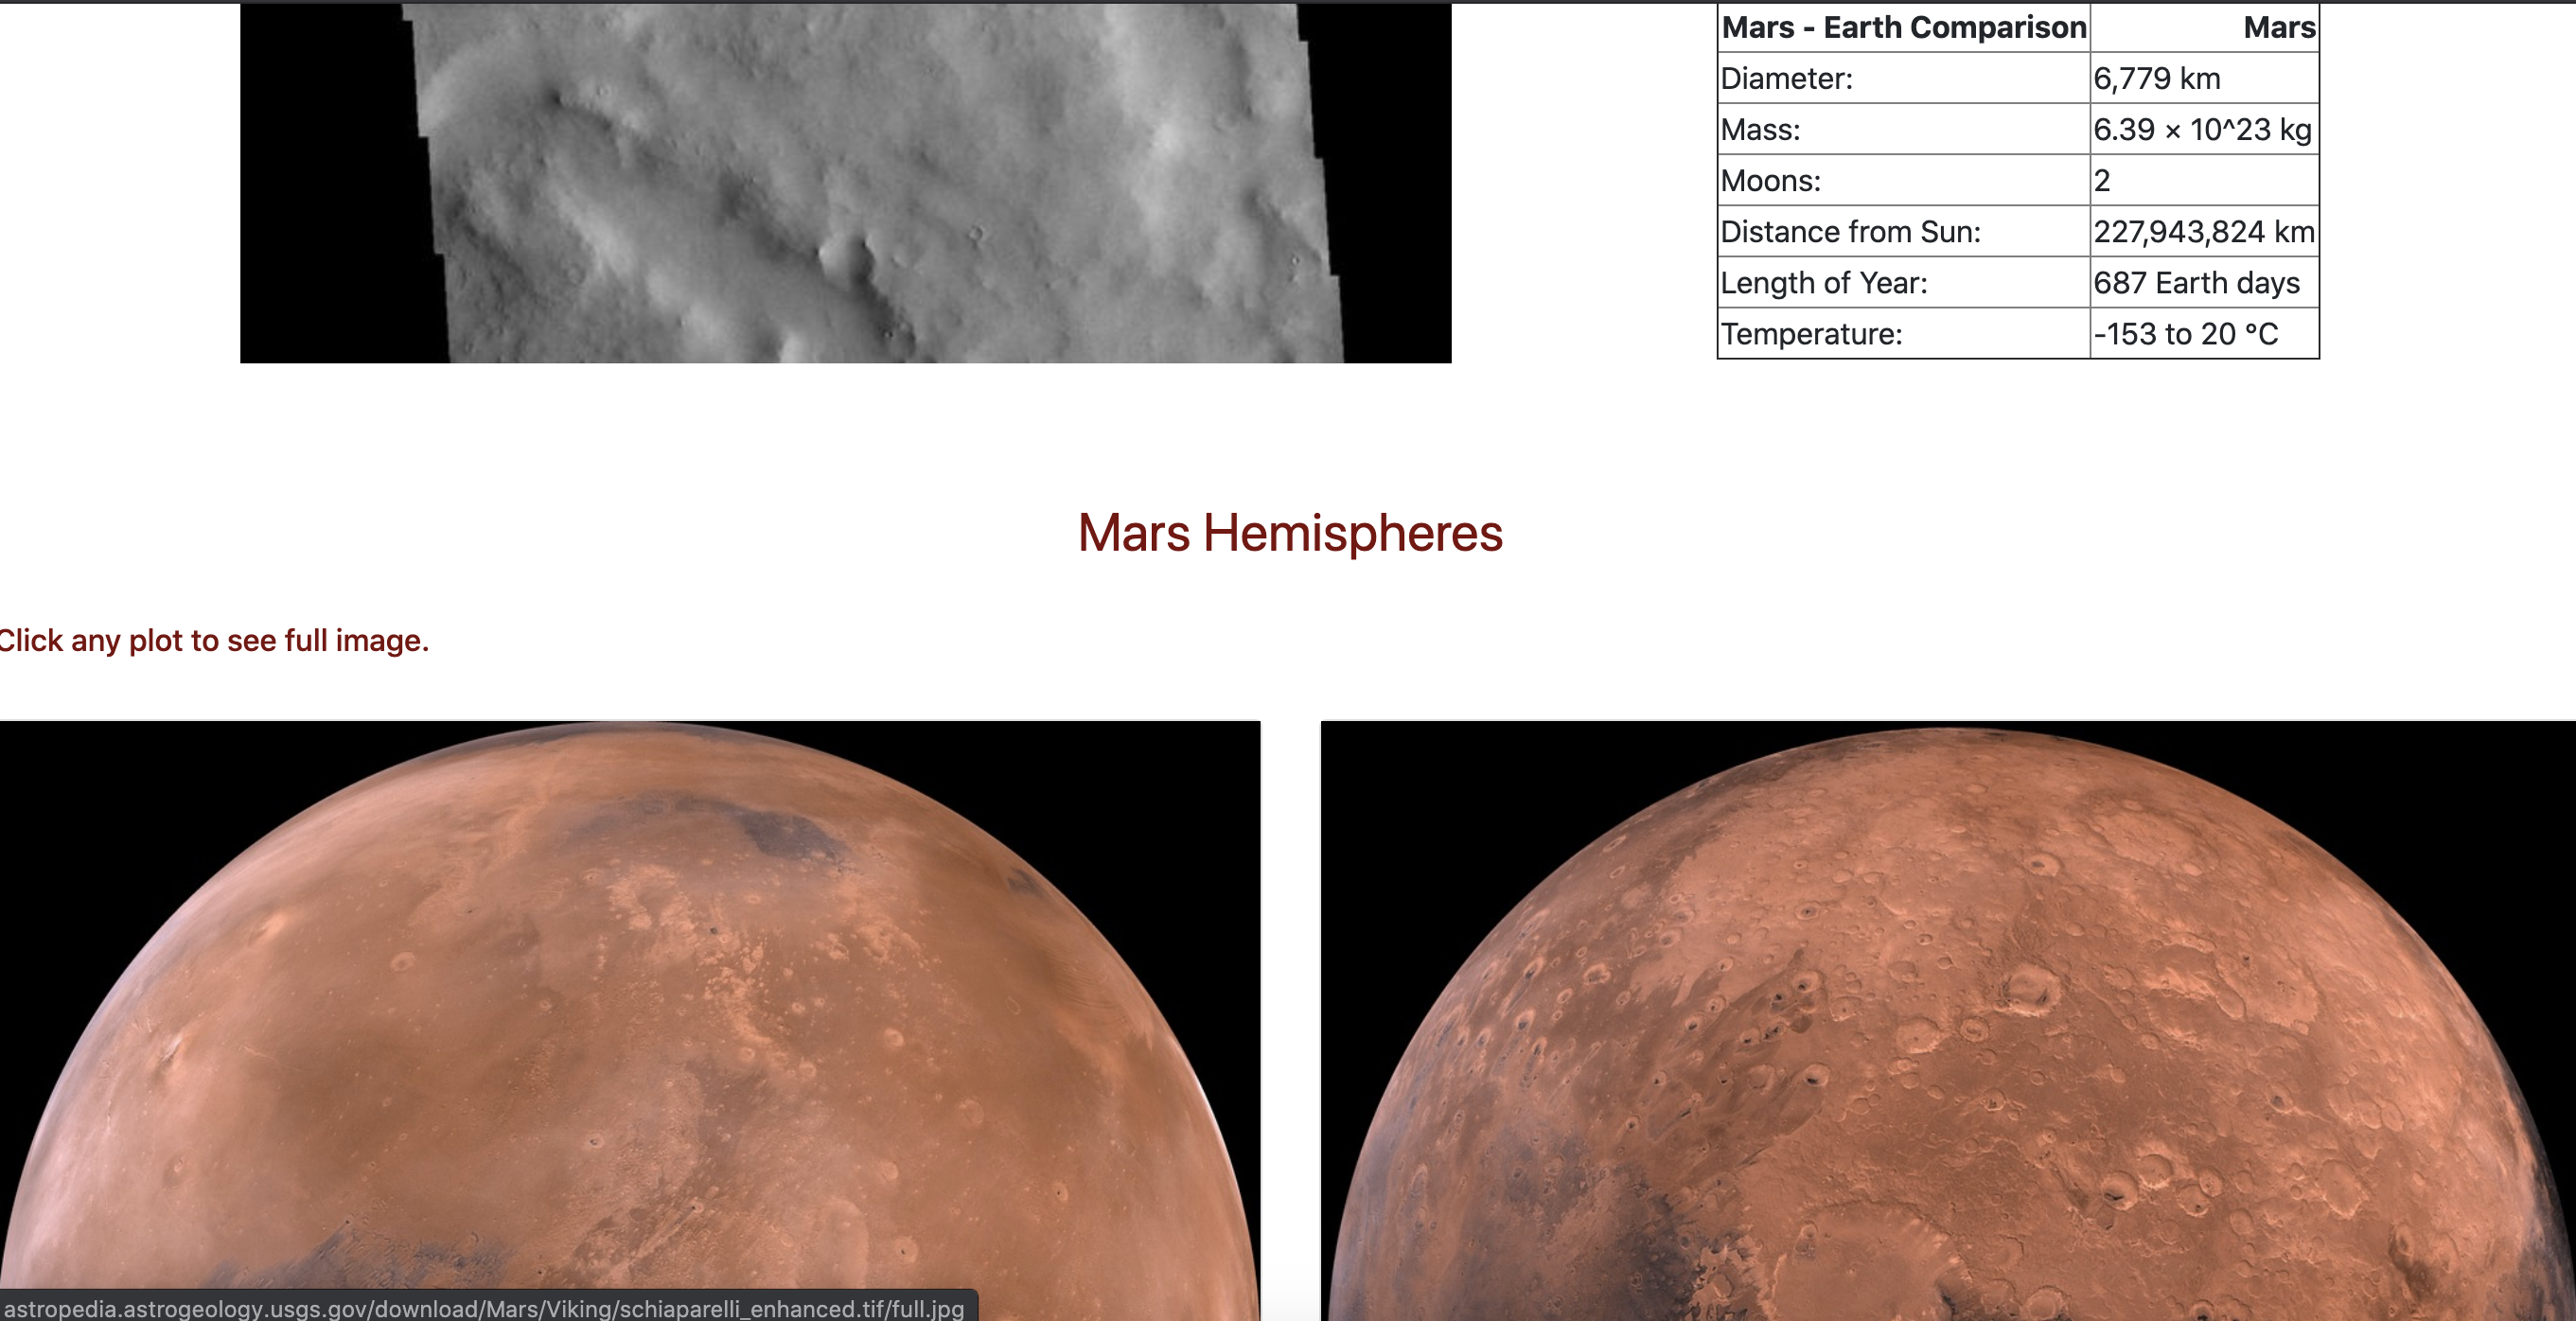 Mars - Earth Comparison Mars
Diameter: 6,779 km
Mass: 6.39 × 10^23 kg
Moons: 2
Distance from Sun: 227,943,824 km
Length of Year: 687 Earth days
Temperature: -153 to 20 °C
Mars Hemispheres
Click any plot to see full image.
astropedia.astrogeology.usgs.gov/download/Mars/Viking/schiaparelli_enhanced.tif/full.jpg